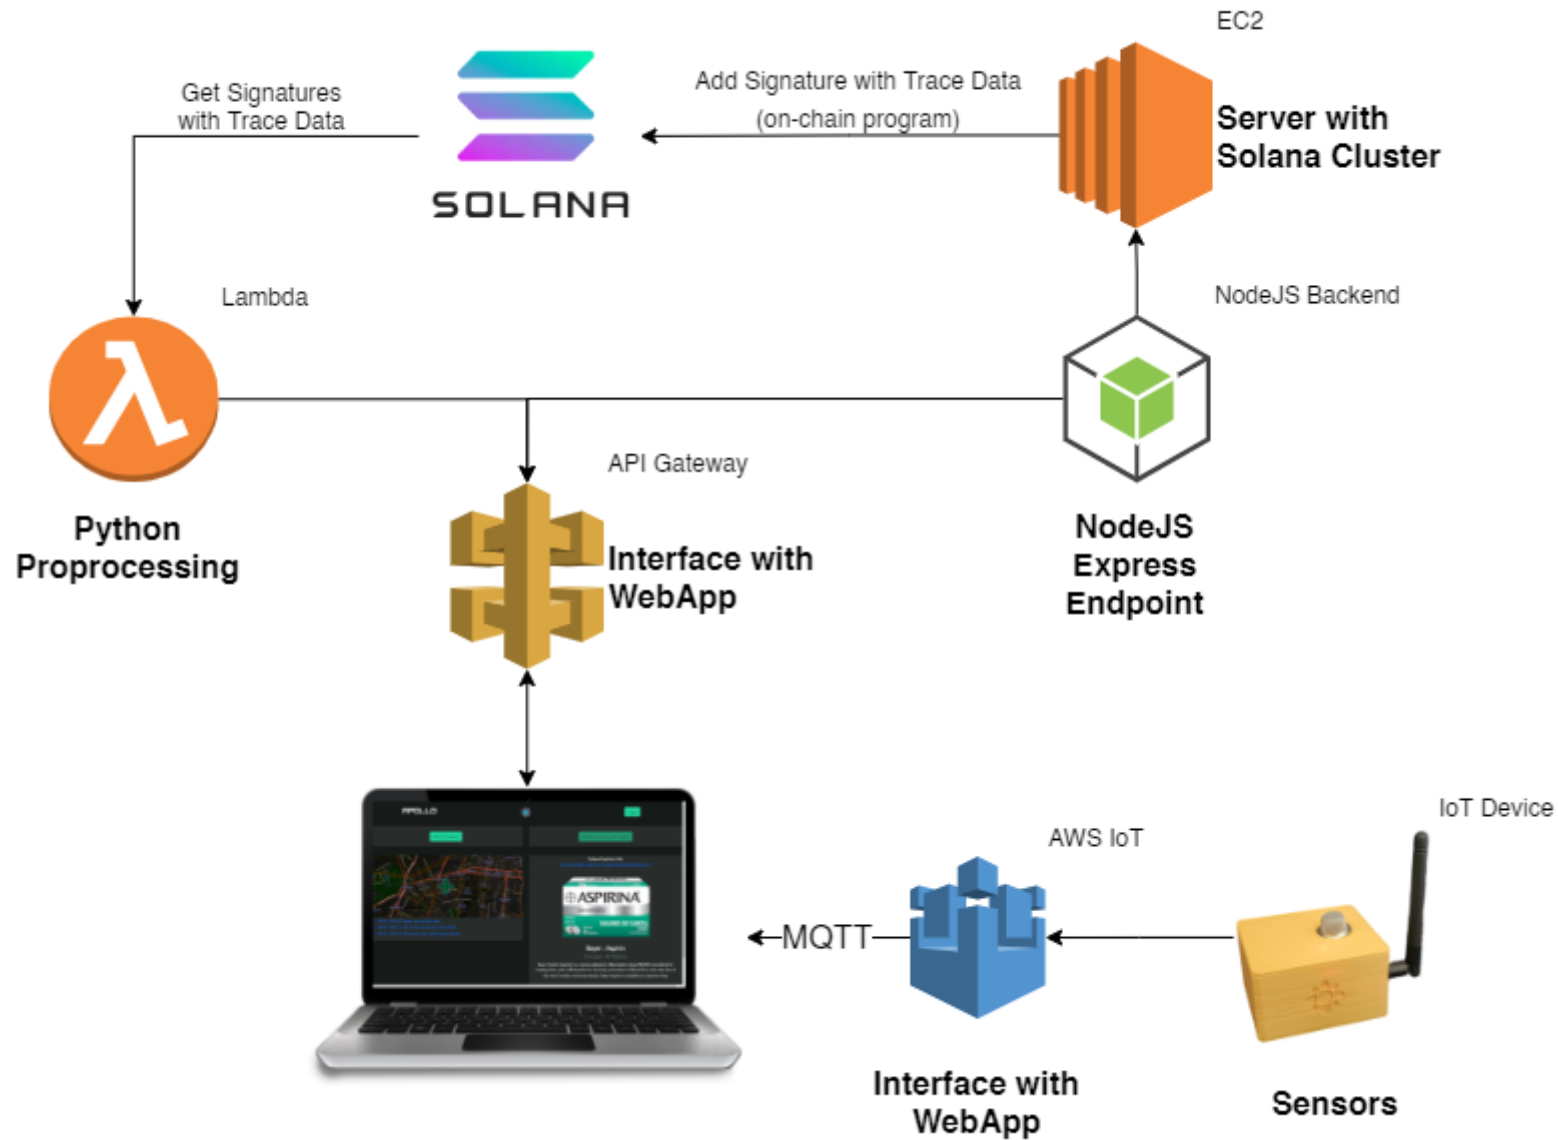 EC2
Get Signatures
with Trace Data
Add Signature with Trace Data
(on-chain program)
Server with
Solana Cluster
SOLANA
Lambda
NodeJS Backend
API Gateway
Python
Proprocessing
Interface with
WebApp
NodeJS
Express
Endpoint
APOLLO
ASPIRINA
IoT Device
AWS IoT
MQTT
Interface with
WebApp
Sensors